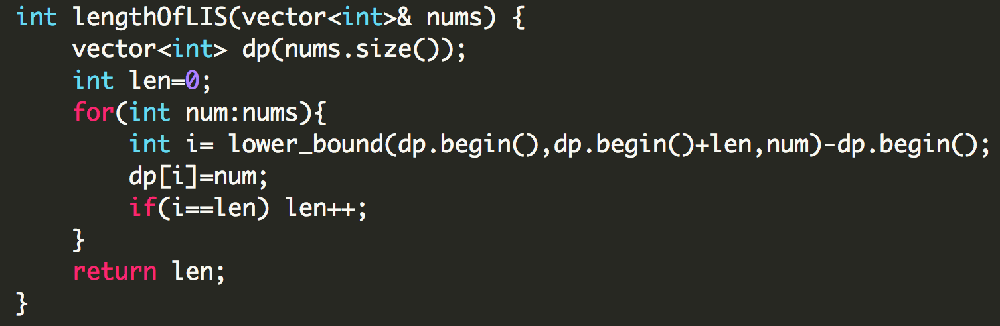 int lengthOfLIS(vector<int>& nums) {
    vector<int> dp(nums.size());
    int len=0;
    for(int num:nums){
        int i= lower_bound(dp.begin(),dp.begin()+len,num)-dp.begin();
        dp[i]=num;
        if(i==len) len++;
    }
    return len;
}